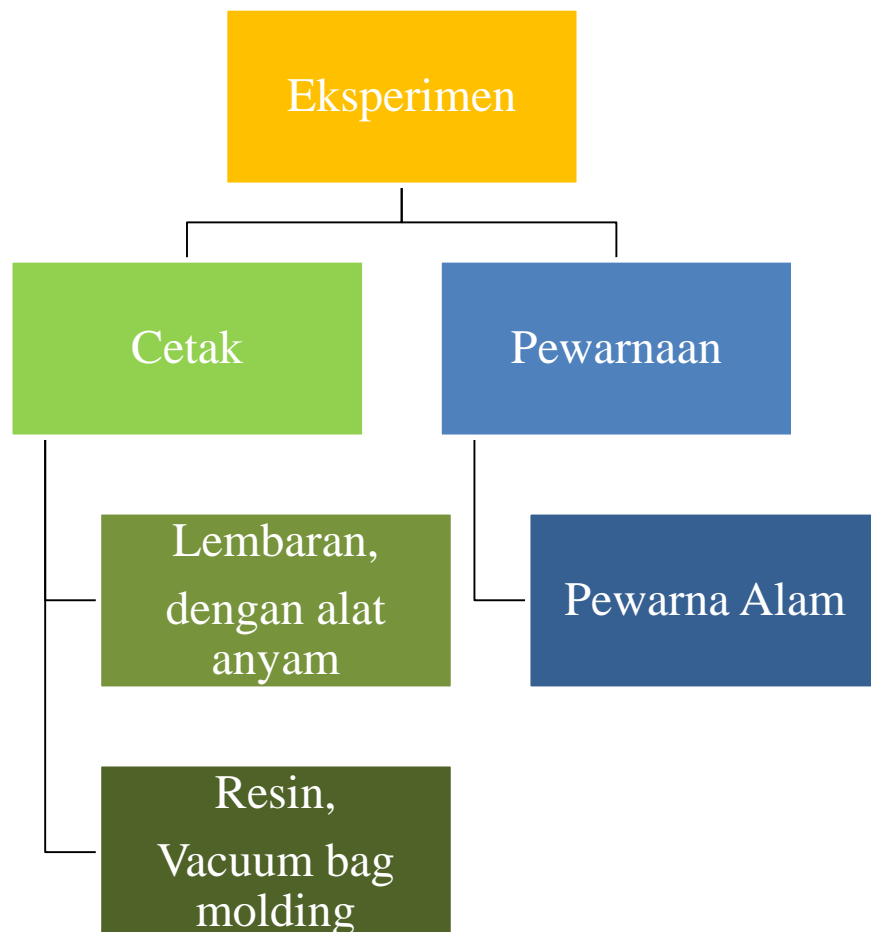 Eksperimen
Cetak
Pewarnaan
Lembaran,
dengan alat
anyam
Pewarna Alam
Resin,
Vacuum bag
molding